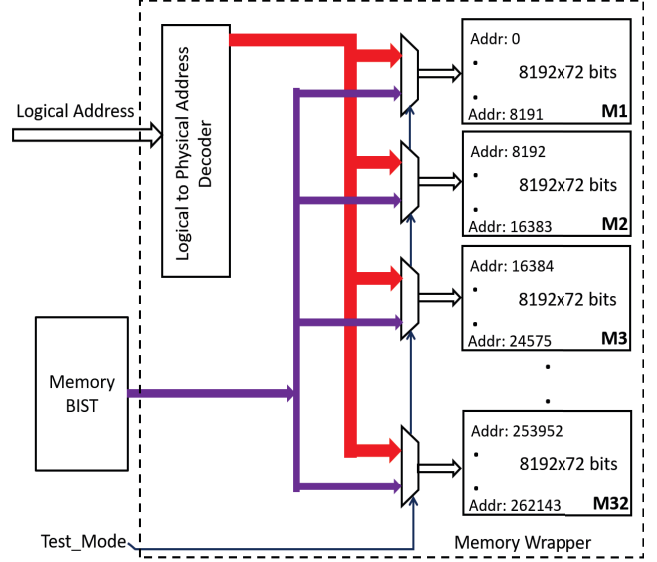 Logical Address
Logical to Physical Address
Decoder
Addr: 0
8192x72 bits
Addr: 8191
M1
Addr: 8192
8192x72 bits
Addr: 16383
M2
Addr: 16384
8192x72 bits
Addr: 24575
M3
Memory
BIST
Addr: 253952
8192x72 bits
Addr: 262143
M32
Test_Mode
Memory Wrapper